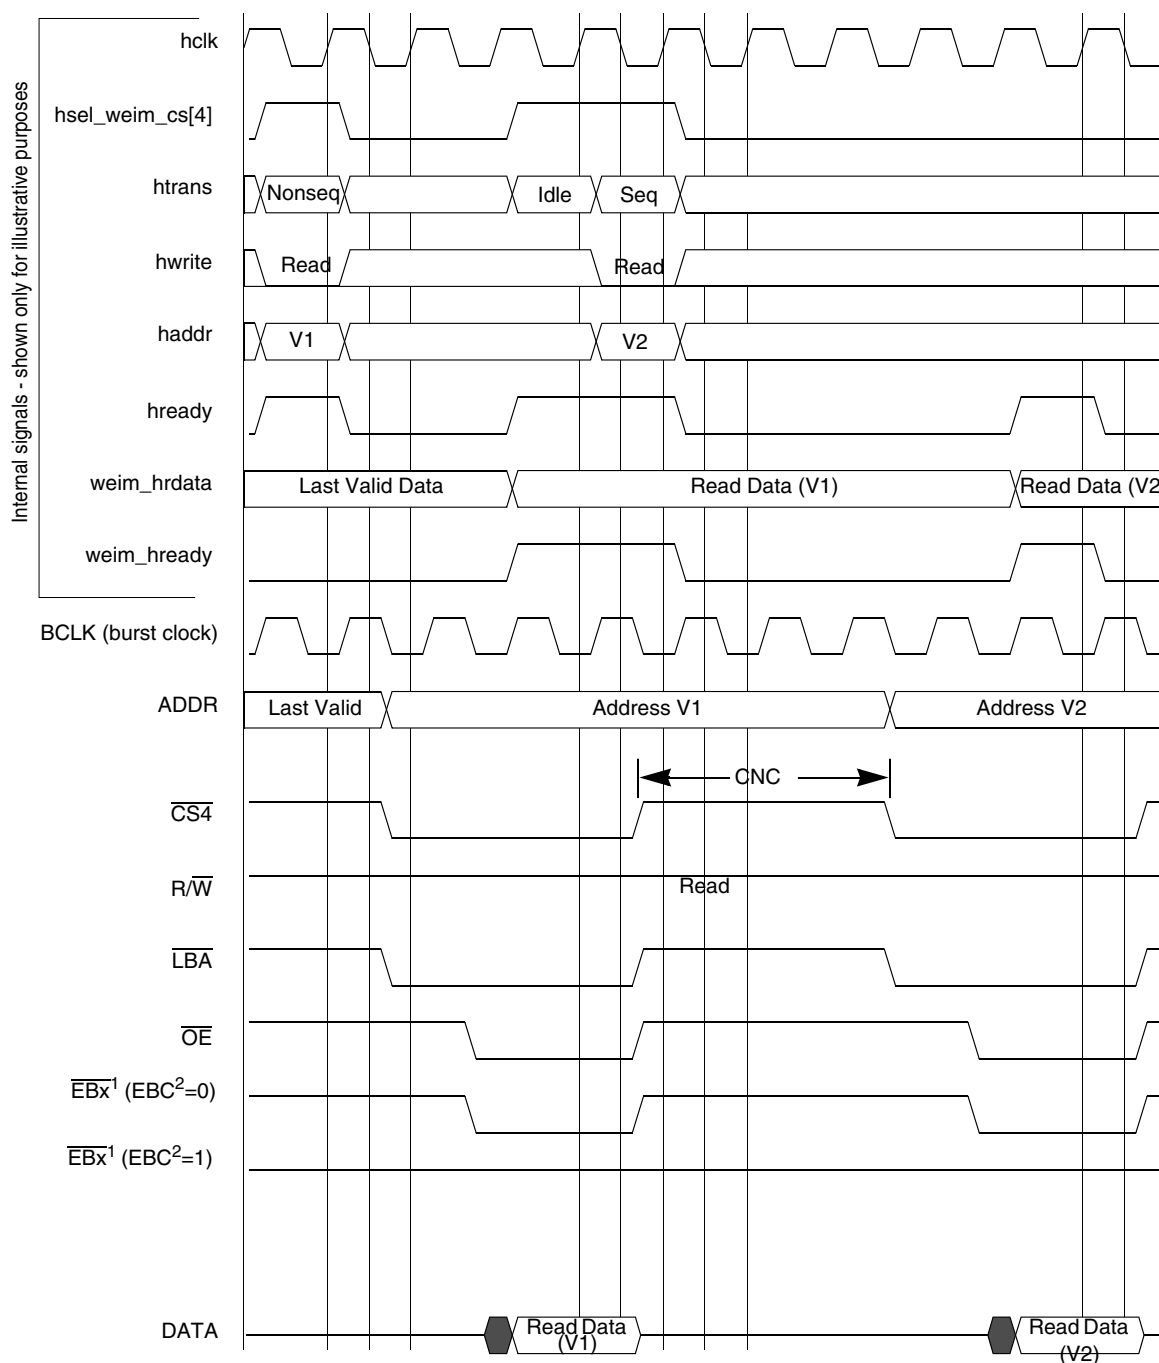 Internal signals - shown only for illustrative purposes
hclk
hsel_weim_cs[4]
htrans Nonseq Idle Seq
hwrite Read Read
haddr V1 V2
hready
weim_hrdata Last Valid Data Read Data (V1) Read Data (V2
weim_hready
BCLK (burst clock)
ADDR Last Valid Address V1 Address V2
CNC
CS4
R/W Read
LBA
OE
EBx1 (EBC2=0)
EBx1 (EBC2=1)
DATA Read Data (V1) Read Data (V2)